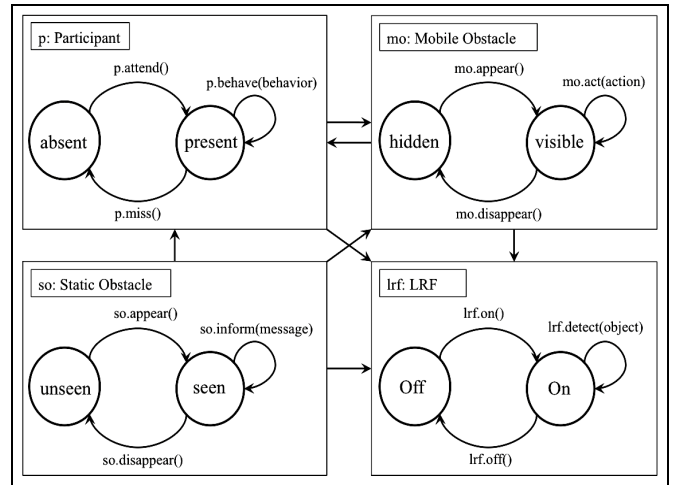 p: Participant
p.attend()
p.behave(behavior)
absent
present
p.miss()
mo: Mobile Obstacle
mo.appear()
mo.act(action)
hidden
visible
mo.disappear()
so: Static Obstacle
so.appear()
so.inform(message)
unseen
seen
so.disappear()
lrf: LRF
lrf.on()
lrf.detect(object)
Off
On
lrf.off()